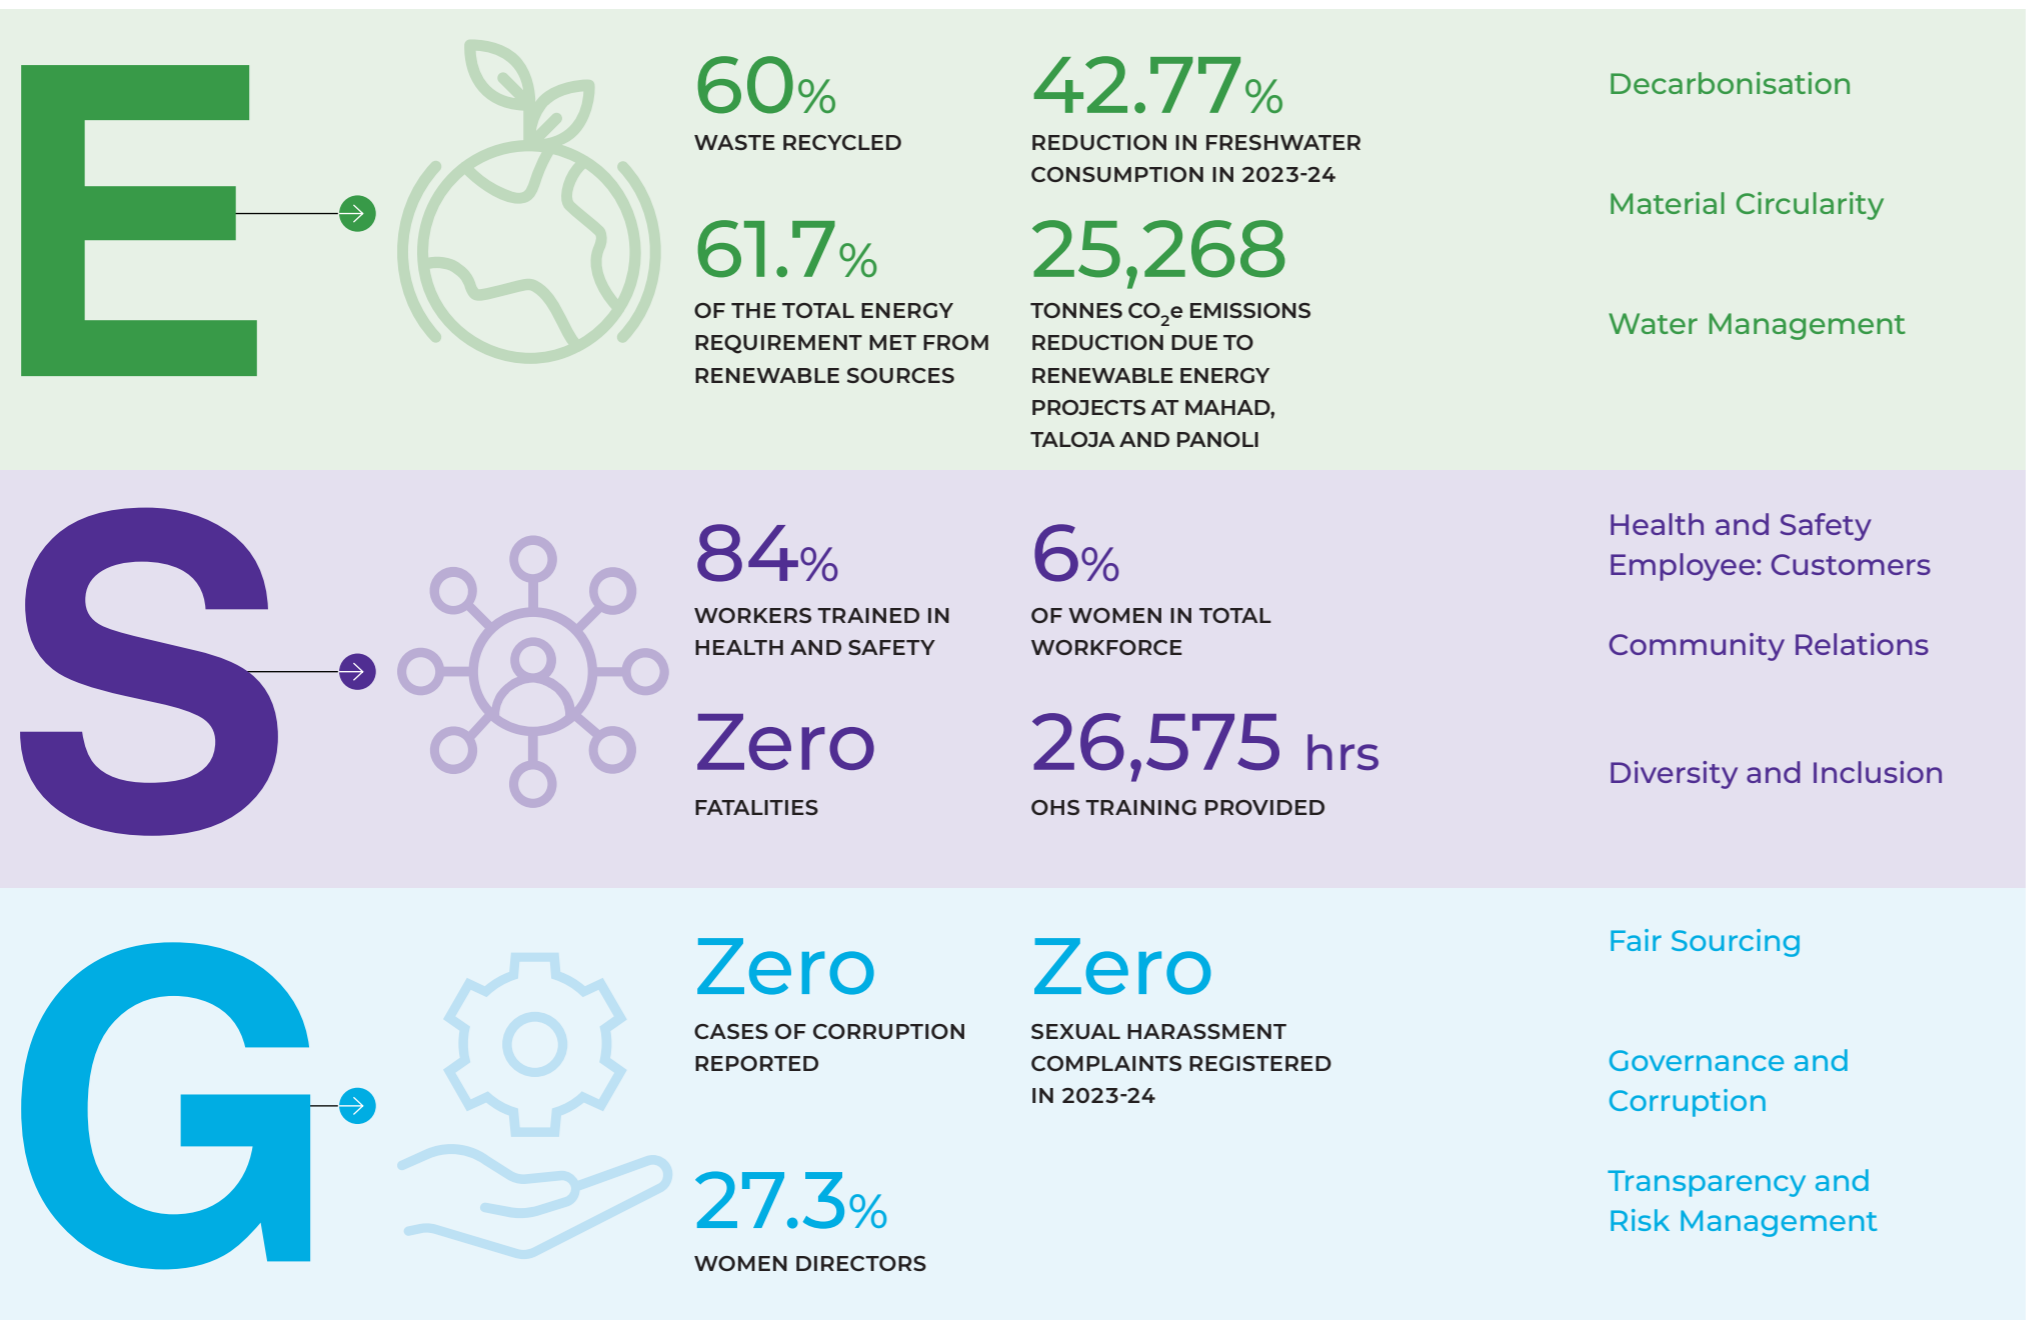 E
60%
WASTE RECYCLED
42.77%
REDUCTION IN FRESHWATER
CONSUMPTION IN 2023-24
61.7%
OF THE TOTAL ENERGY
REQUIREMENT MET FROM
RENEWABLE SOURCES
25,268
TONNES CO₂e EMISSIONS
REDUCTION DUE TO
RENEWABLE ENERGY
PROJECTS AT MAHAD,
TALOJA AND PANOLI
Decarbonisation
Material Circularity
Water Management
S
84%
WORKERS TRAINED IN
HEALTH AND SAFETY
6%
OF WOMEN IN TOTAL
WORKFORCE
Zero
FATALITIES
26,575 hrs
OHS TRAINING PROVIDED
Health and Safety
Employee: Customers
Community Relations
Diversity and Inclusion
G
Zero
CASES OF CORRUPTION
REPORTED
Zero
SEXUAL HARASSMENT
COMPLAINTS REGISTERED
IN 2023-24
27.3%
WOMEN DIRECTORS
Fair Sourcing
Governance and
Corruption
Transparency and
Risk Management